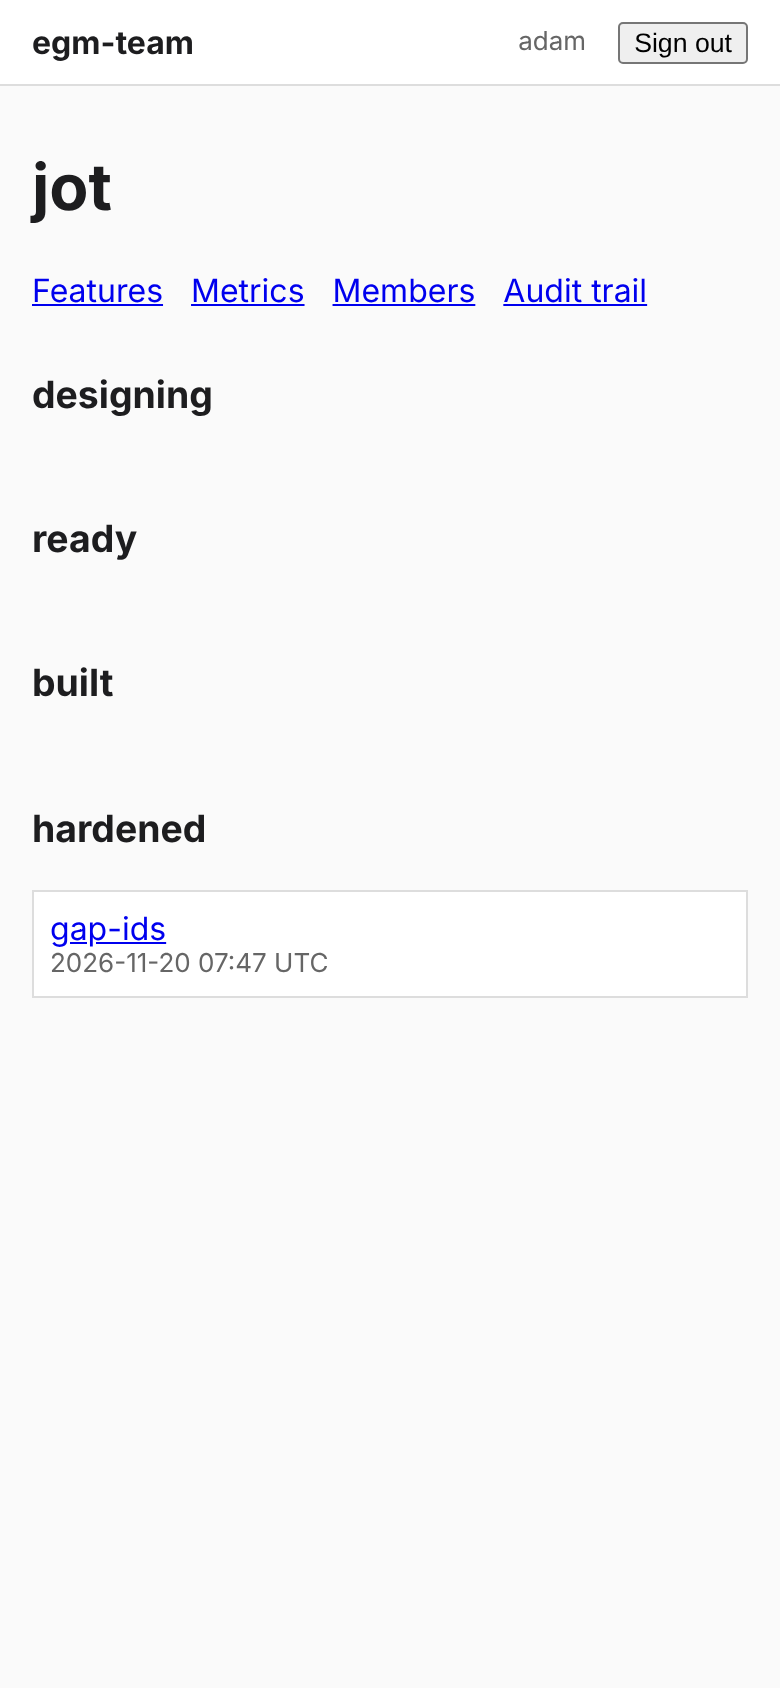 egm-team adam Sign out
jot
Features Metrics Members Audit trail
designing
ready
built
hardened
gap-ids
2026-11-20 07:47 UTC